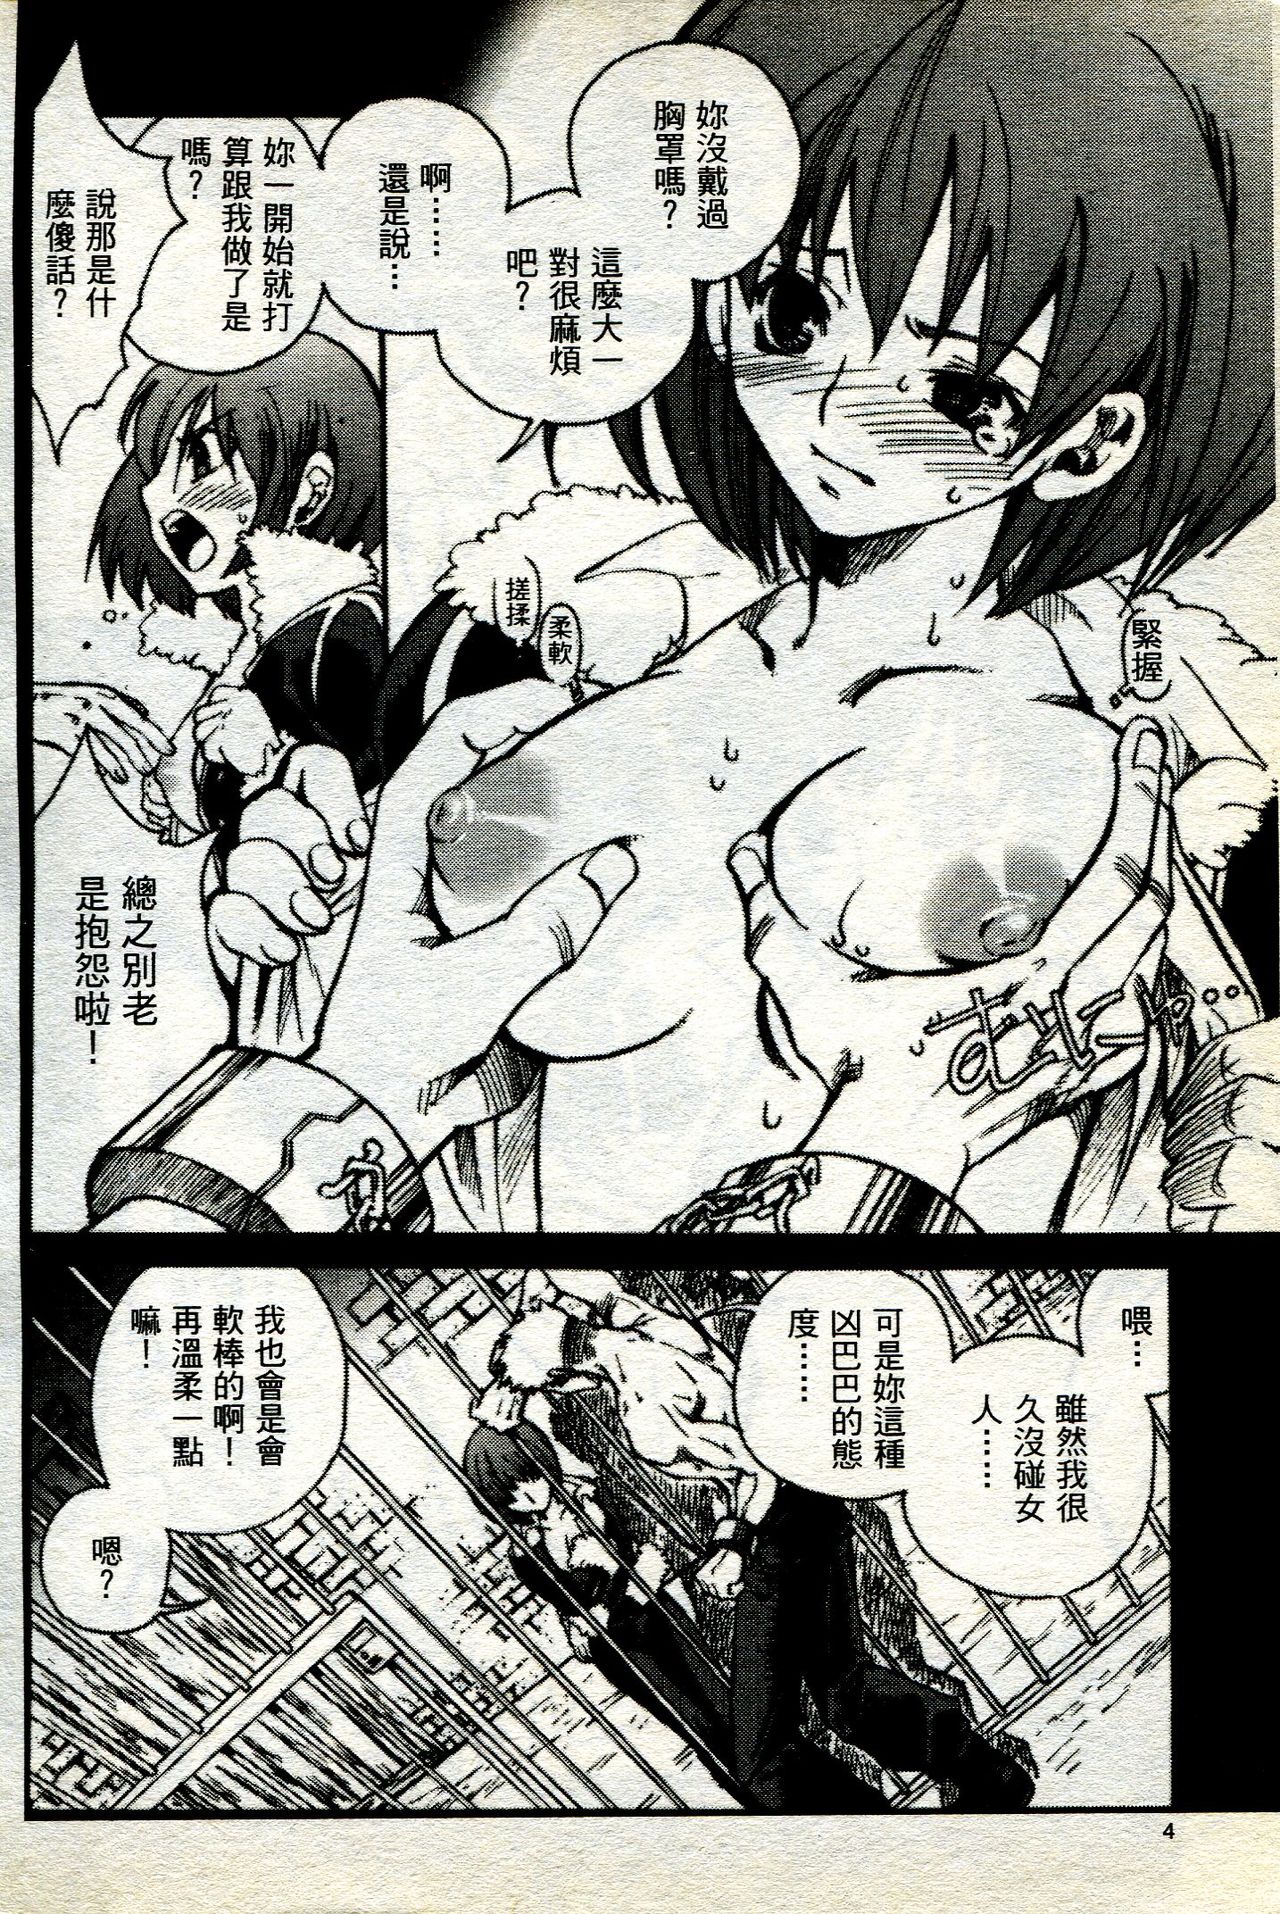 妳沒戴過
胸罩嗎？
這麼大一
對很麻煩
吧？
啊……
還是說…
妳一開始就打
算跟我做了是
嗎？
說那是什
麼傻話？
緊握
柔軟
搓揉
むにゃ…
總之別老
是抱怨啦！
喂…
雖然我很
久沒碰女
人……
可是妳這種
凶巴巴的態
度……
我也會是會
軟棒的啊！
再溫柔一點
嘛！
嗯？
4